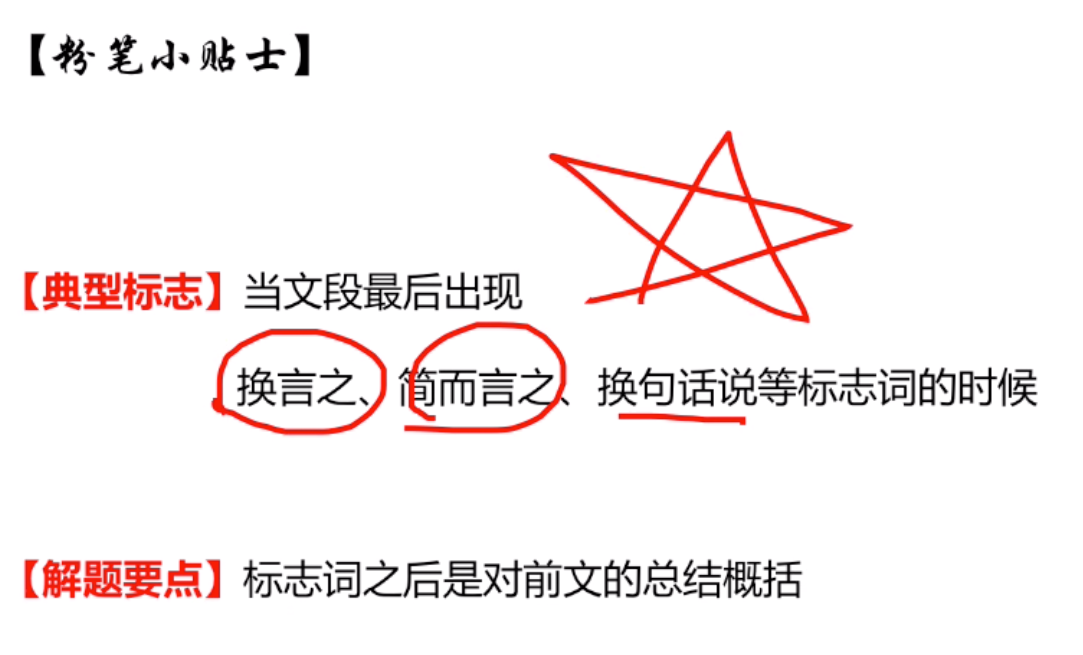 【粉笔小贴士】
【典型标志】当文段最后出现
换言之、简而言之、换句话说等标志词的时候
【解题要点】标志词之后是对前文的总结概括